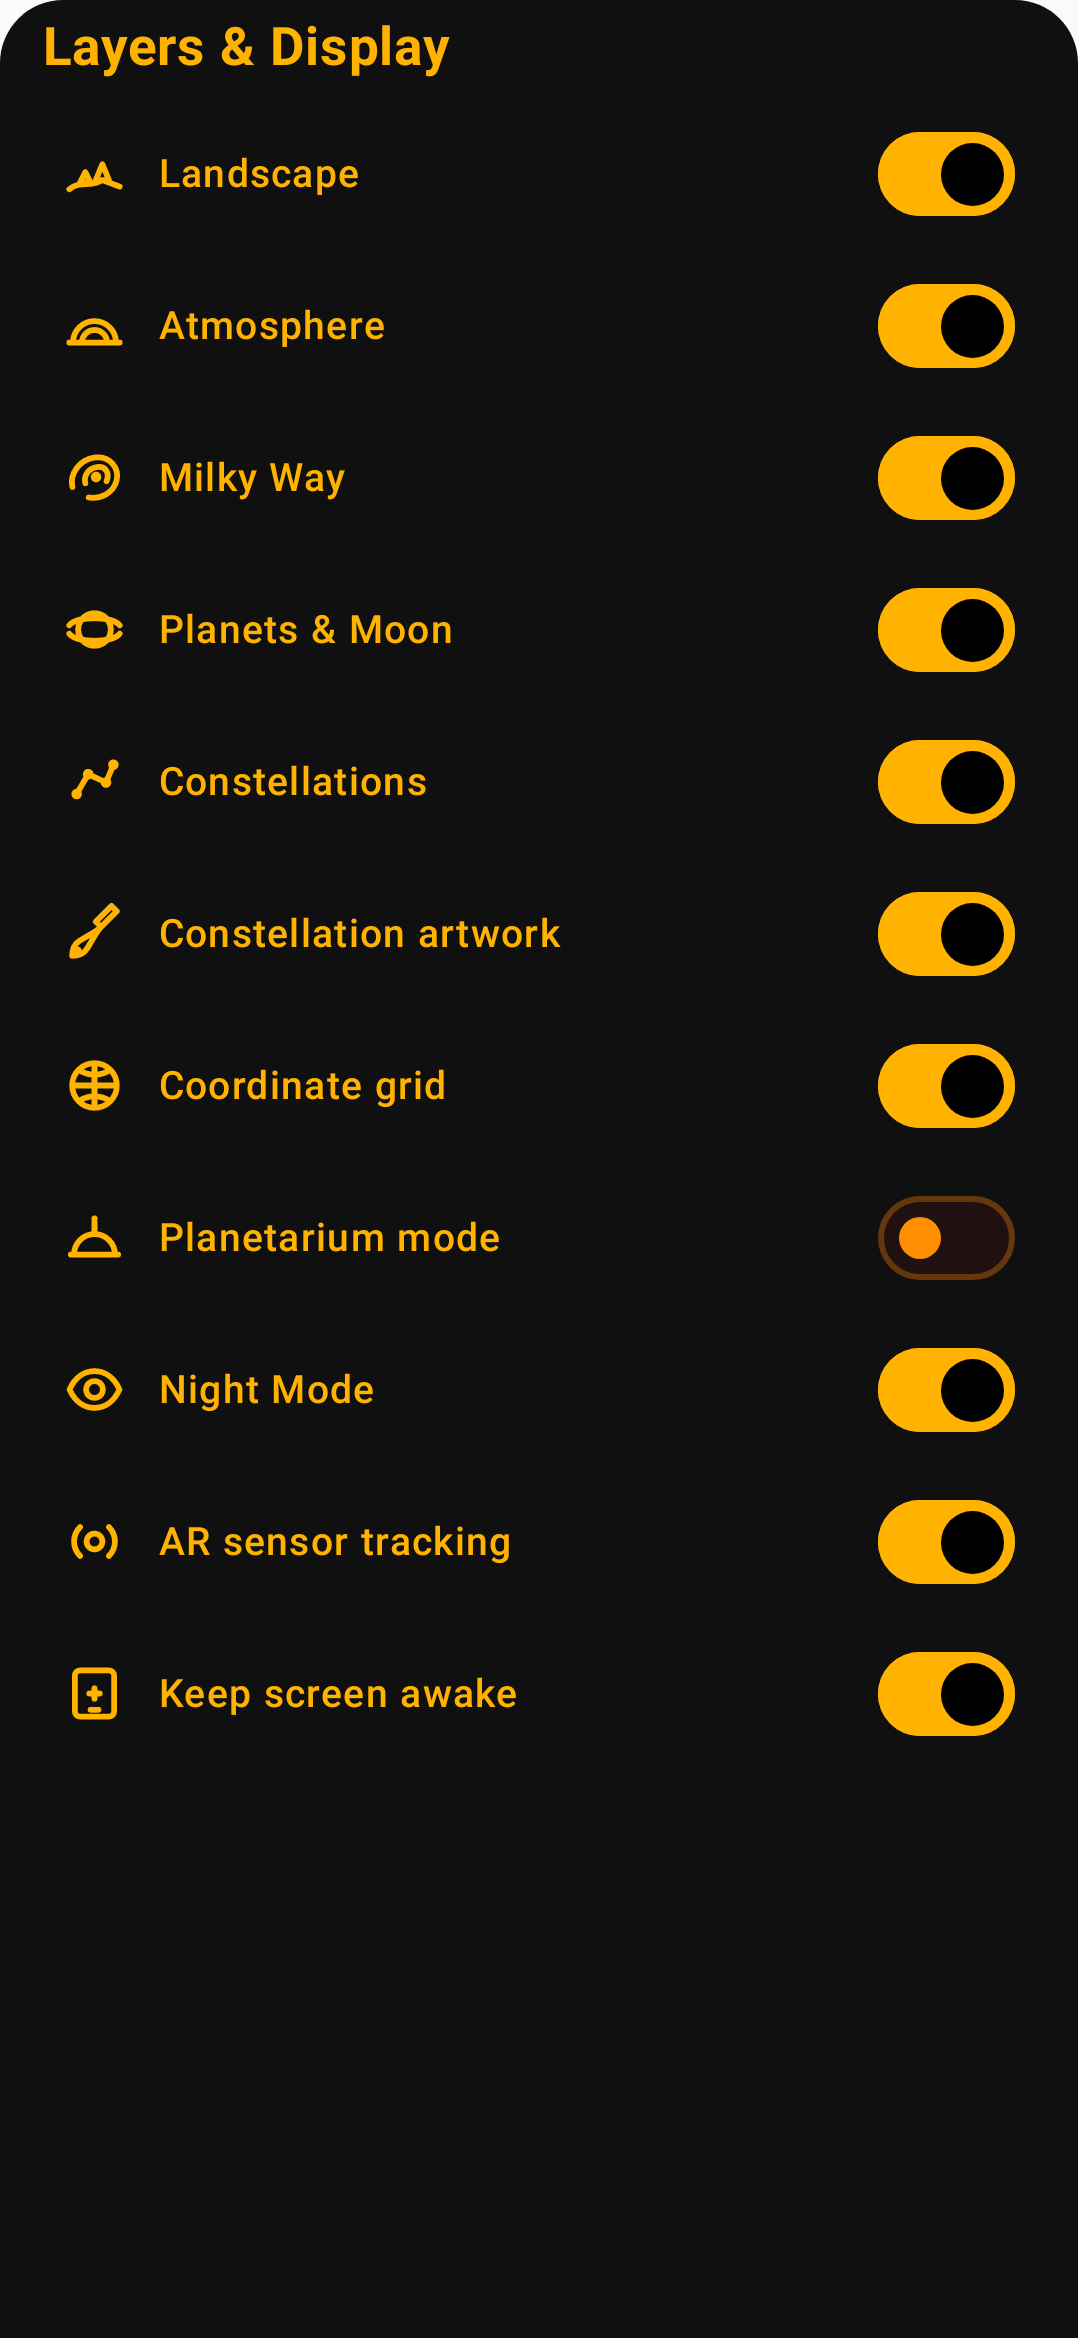 Layers & Display
Landscape
Atmosphere
Milky Way
Planets & Moon
Constellations
Constellation artwork
Coordinate grid
Planetarium mode
Night Mode
AR sensor tracking
Keep screen awake